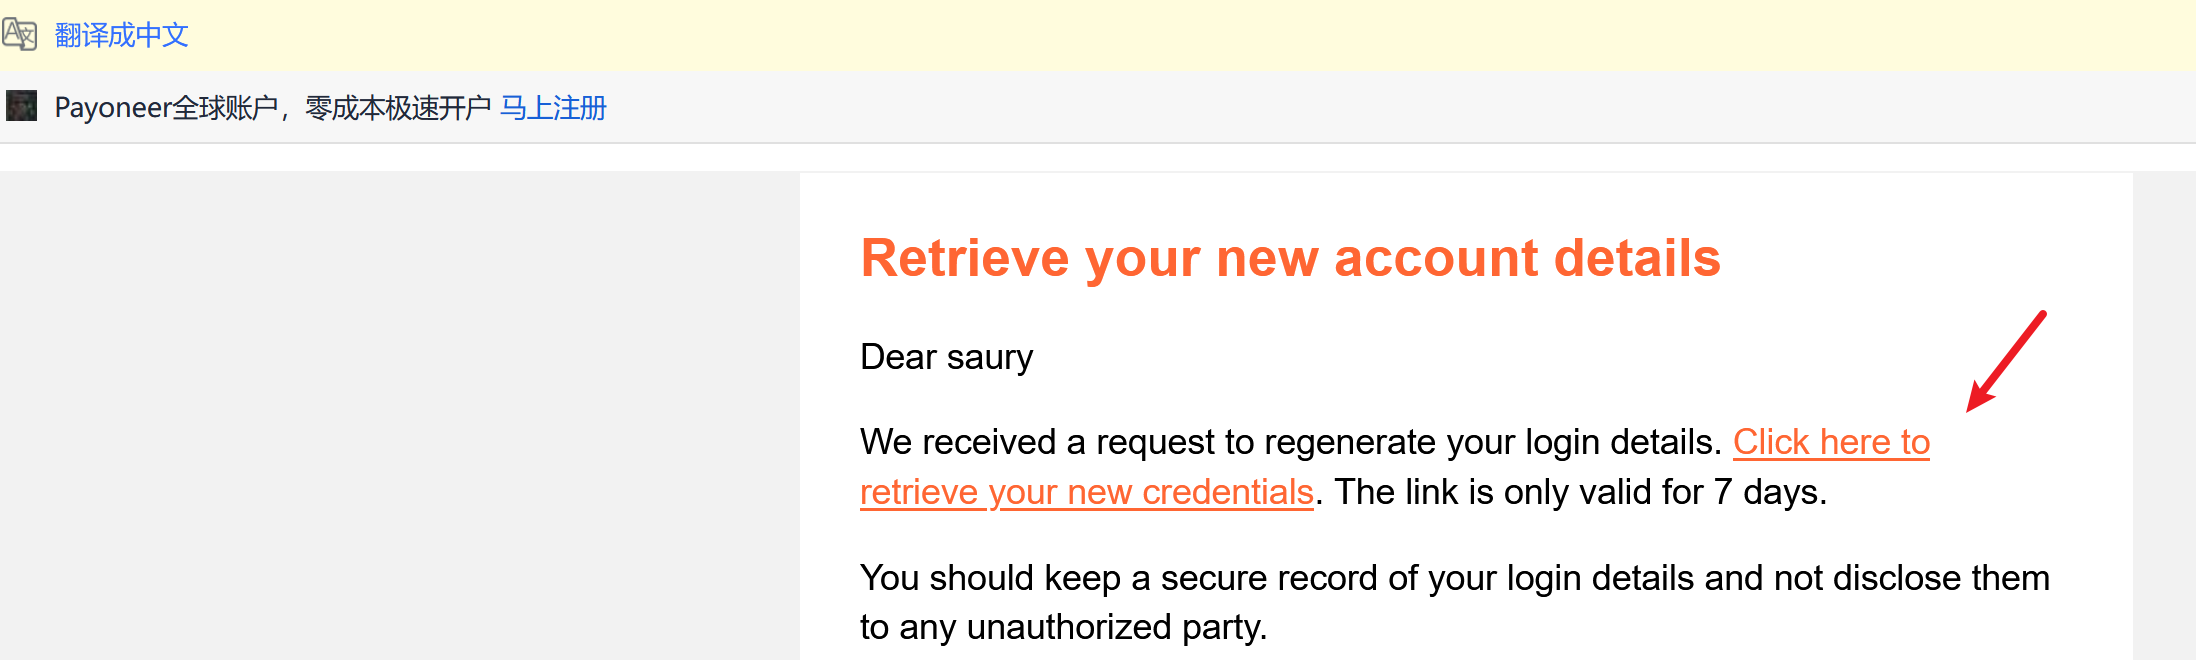 翻译成中文
Payoneer全球账户，零成本极速开户 马上注册
Retrieve your new account details
Dear saury
We received a request to regenerate your login details. Click here to
retrieve your new credentials. The link is only valid for 7 days.
You should keep a secure record of your login details and not disclose them
to any unauthorized party.